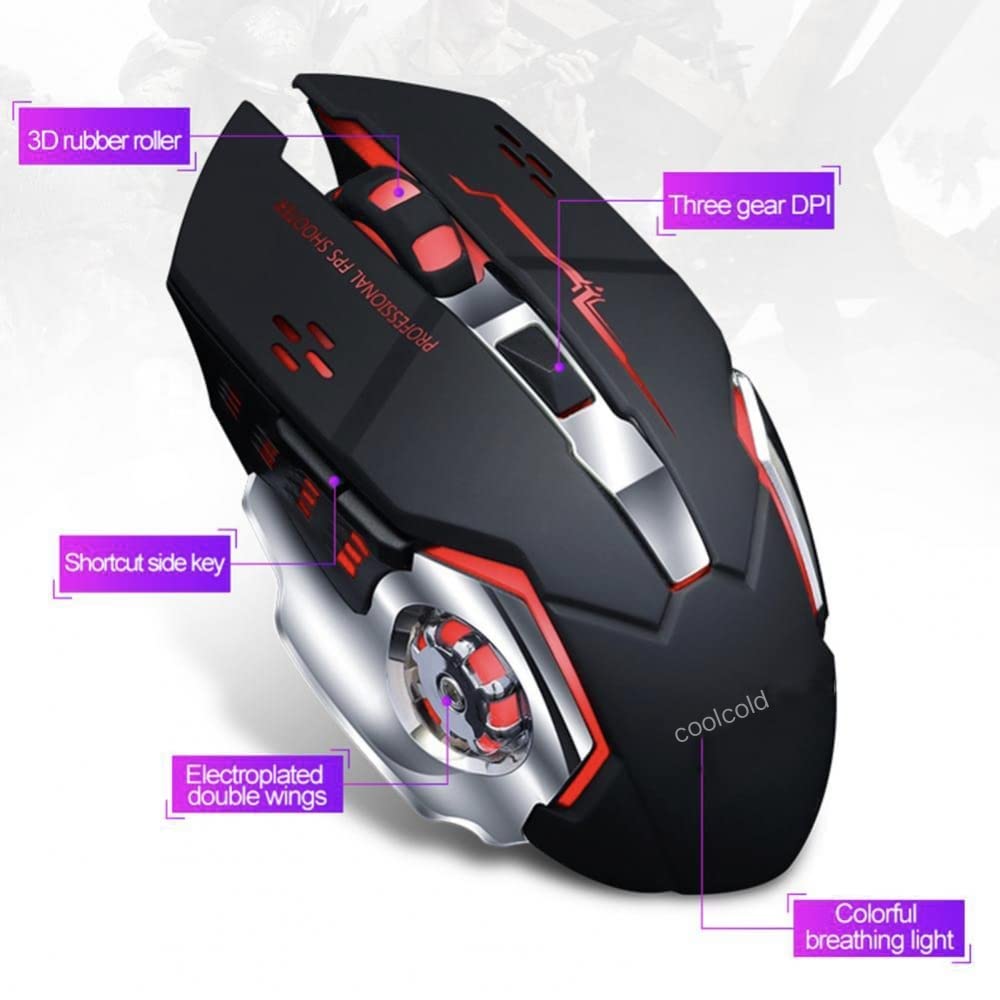 3D rubber roller
Three gear DPI
PROFESSIONAL FPS SHOOTER
Shortcut side key
coolcold
Electroplated
double wings
Colorful
breathing light